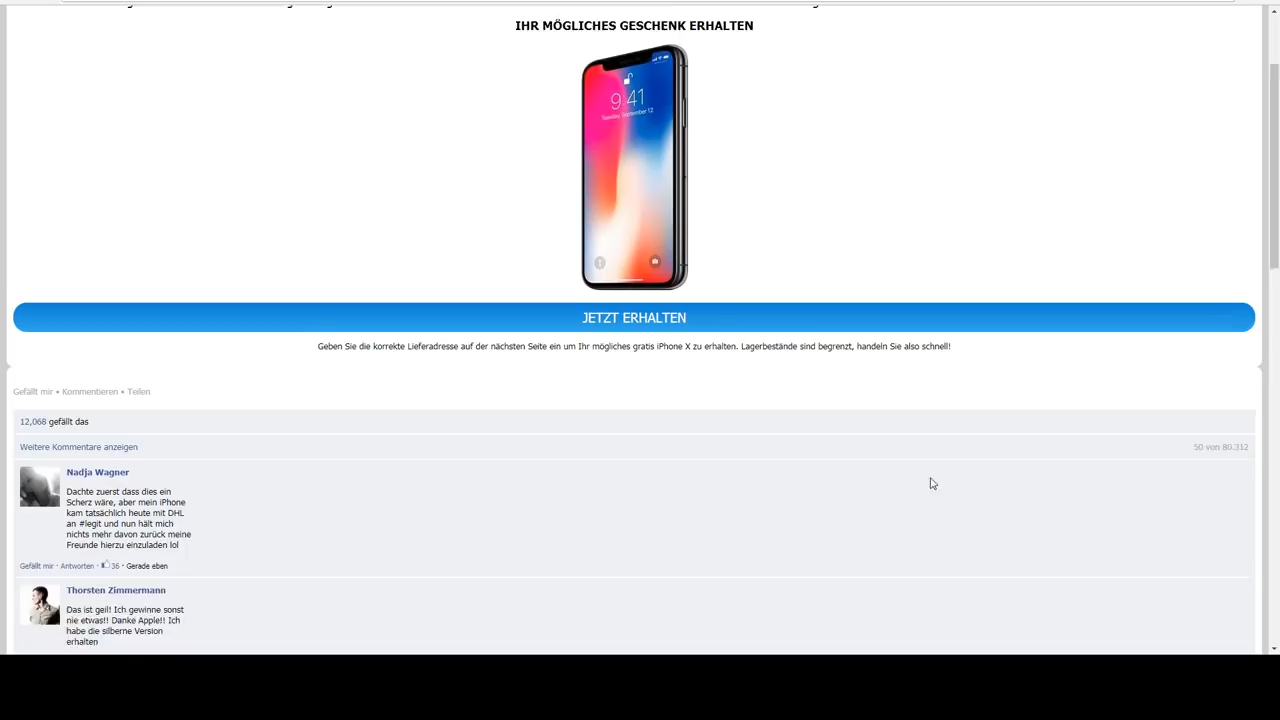 IHR MÖGLICHES GESCHENK ERHALTEN
9:41
Tuesday, September 12
JETZT ERHALTEN
Geben Sie die korrekte Lieferadresse auf der nächsten Seite ein um Ihr mögliches gratis iPhone X zu erhalten. Lagerbestände sind begrenzt, handeln Sie also schnell!
Gefällt mir • Kommentieren • Teilen
12,068 gefällt das
Weitere Kommentare anzeigen 50 von 80.312
Nadja Wagner
Dachte zuerst dass dies ein
Scherz wäre, aber mein iPhone
kam tatsächlich heute mit DHL
an #legit und nun hält mich
nichts mehr davon zurück meine
Freunde hierzu einzuladen lol
Gefällt mir · Antworten · 36 · Gerade eben
Thorsten Zimmermann
Das ist geil! Ich gewinne sonst
nie etwas!! Danke Apple!! Ich
habe die silberne Version
erhalten